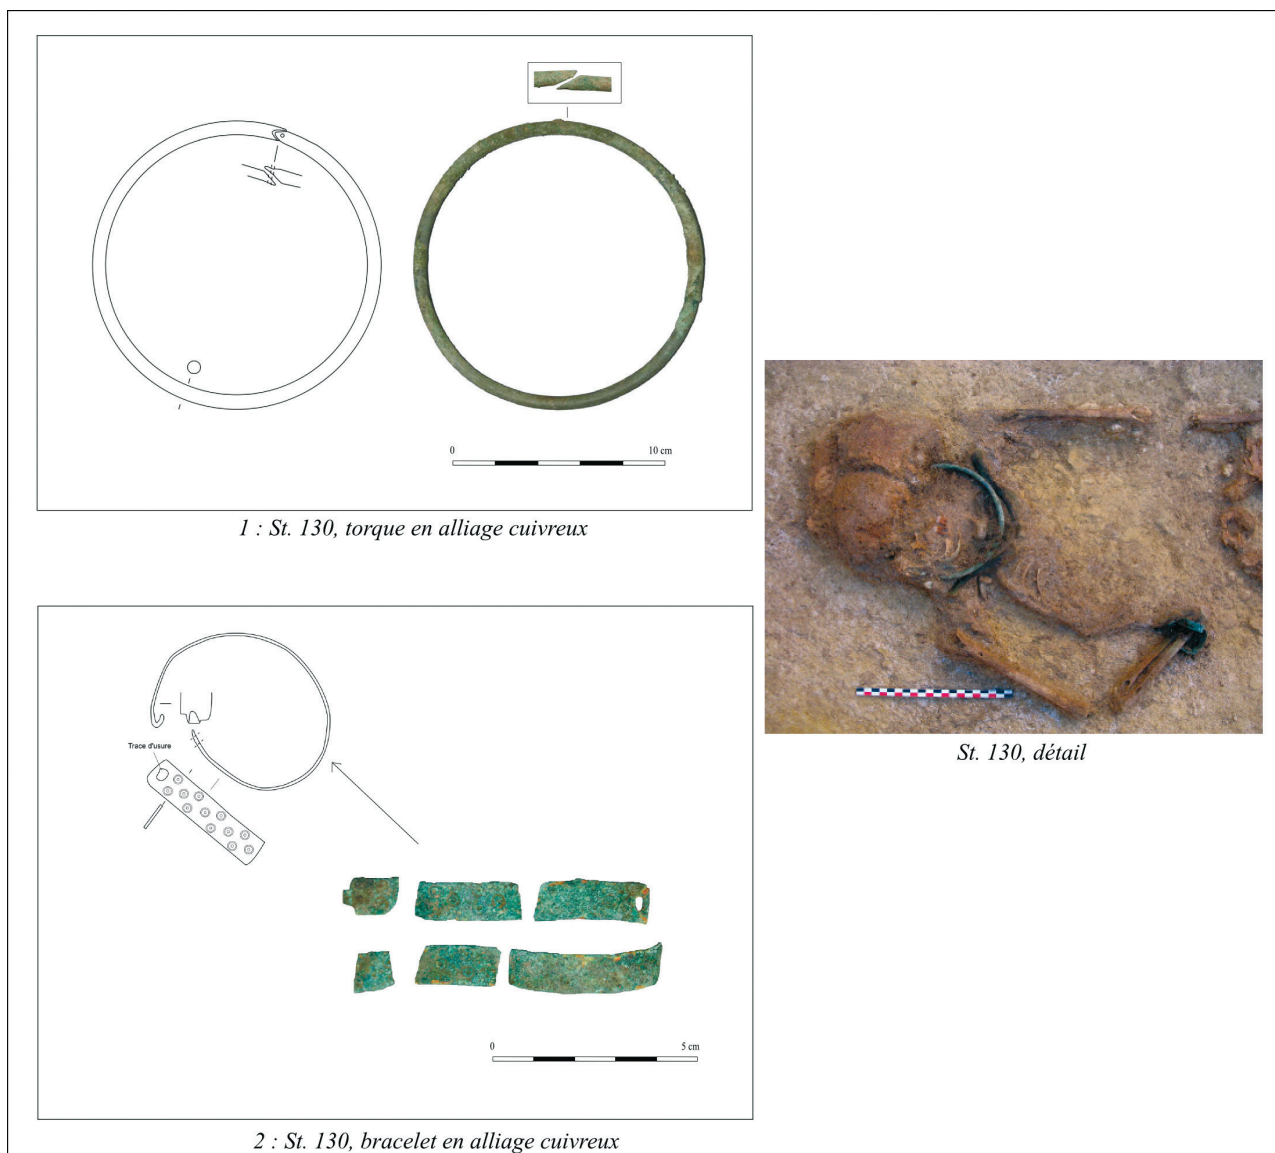 0 10 cm
1 : St. 130, torque en alliage cuivreux
St. 130, détail
Trace d'usure
0 5 cm
2 : St. 130, bracelet en alliage cuivreux